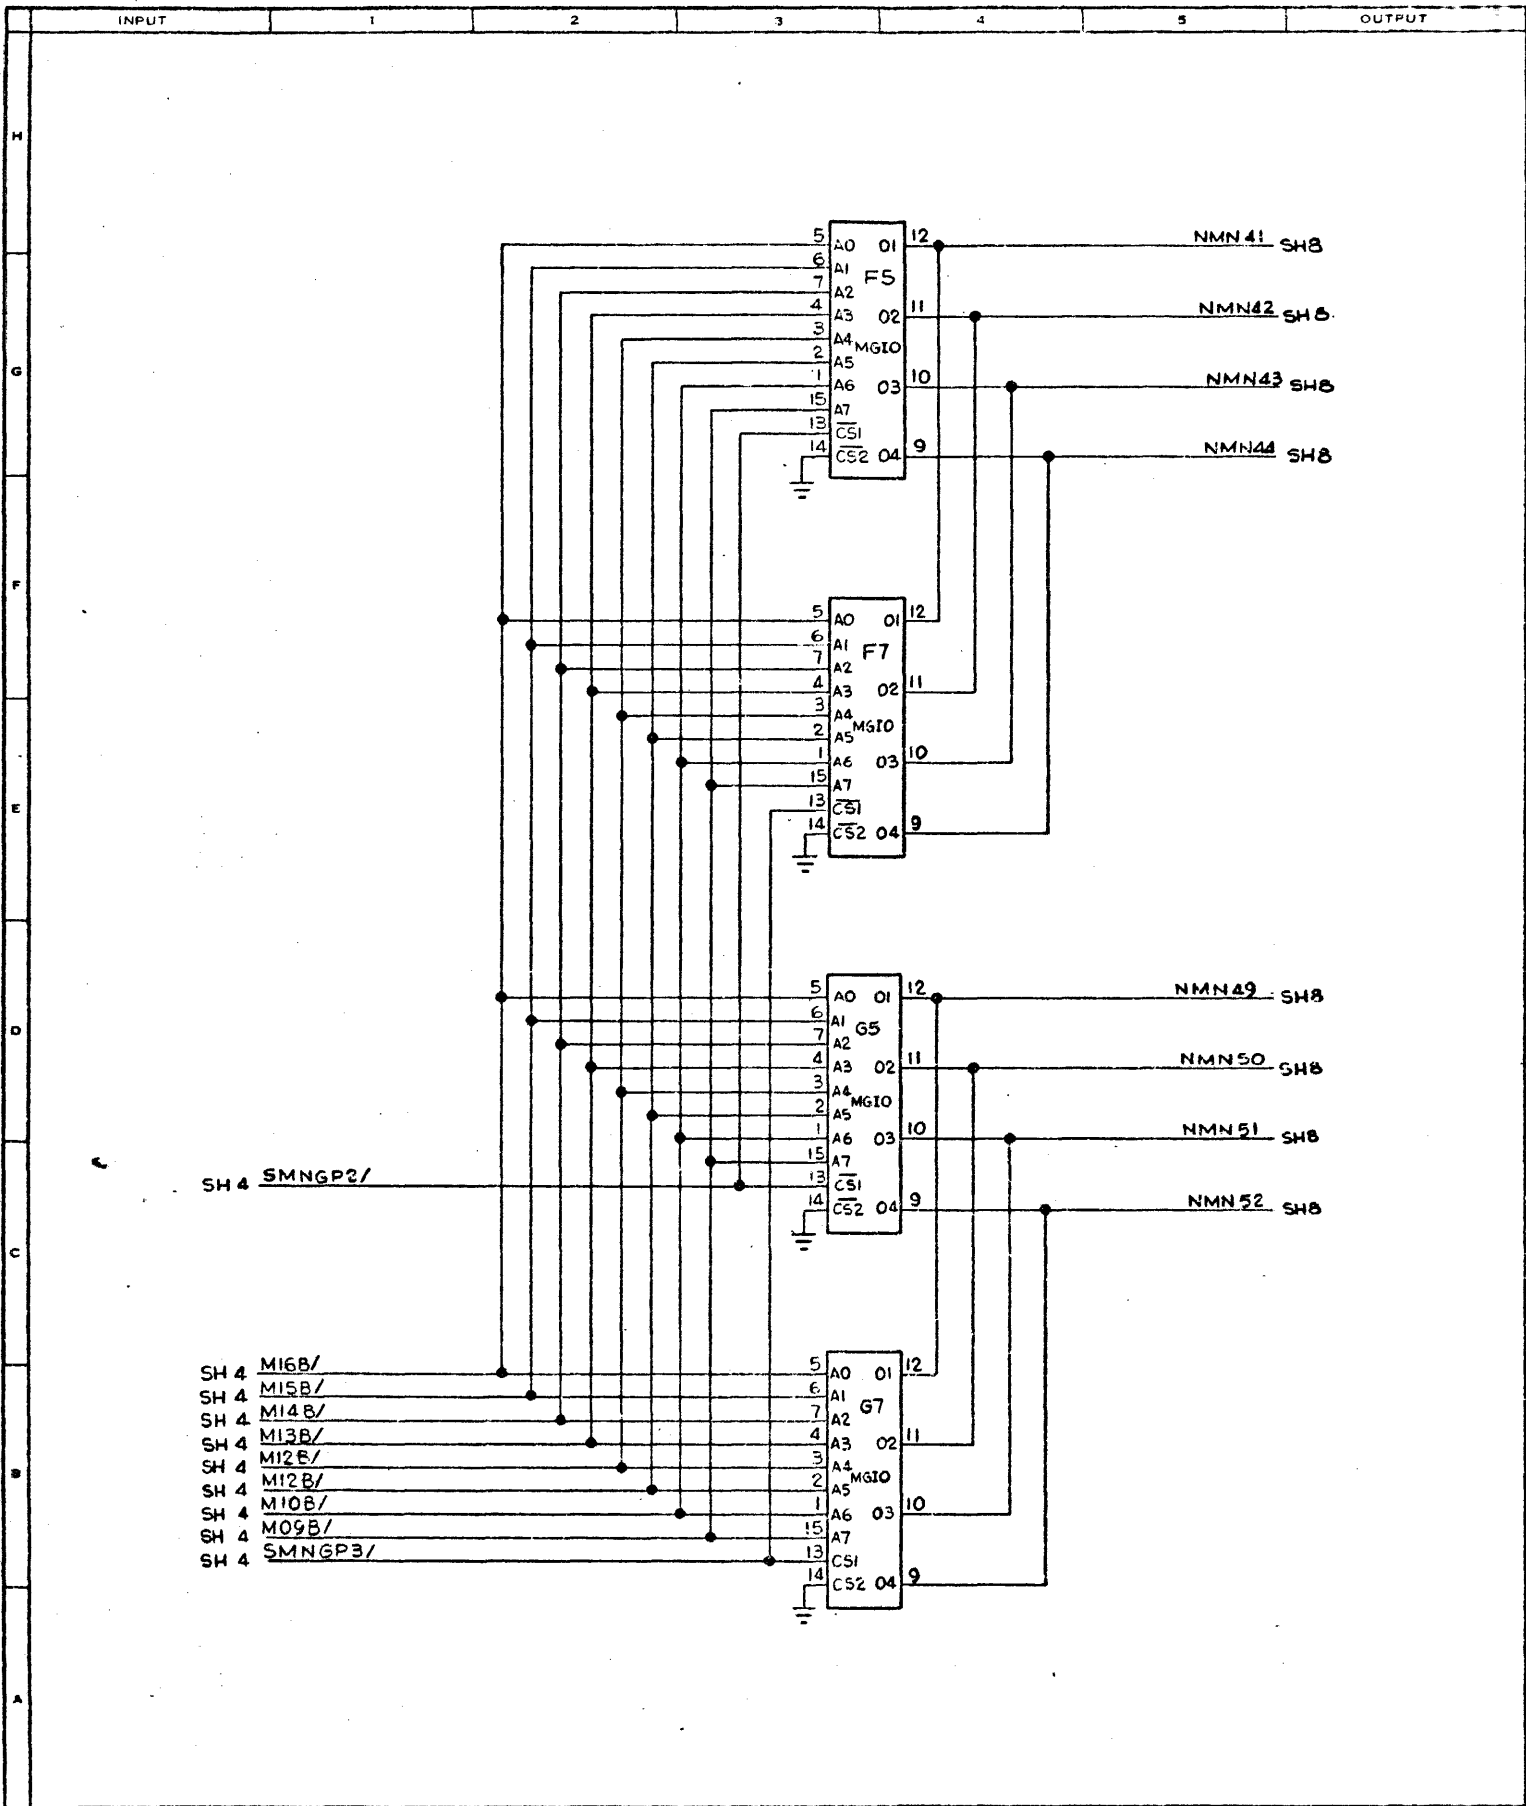 INPUT 1 2 3 4 5 OUTPUT
H
5 A0 O1 12 NMN41 SH8
6 A1
F5
7 A2
4 A3 O2 11 NMN42 SH8
3 A4
MGIO
G
2 A5
1 A6 O3 10 NMN43 SH8
15 A7
13 CS1
14 CS2 O4 9 NMN44 SH8
F
5 A0 O1 12
6 A1
F7
7 A2
4 A3 O2 11
3 A4
MGIO
2 A5
1 A6 O3 10
15 A7
E
13 CS1
14 CS2 O4 9
5 A0 O1 12 NMN49 SH8
6 A1
D
G5
7 A2
4 A3 O2 11 NMN50 SH8
3 A4
MGIO
2 A5
1 A6 O3 10 NMN51 SH8
15 A7
SH 4 SMNGP2/ 13 CS1
14 CS2 O4 9 NMN52 SH8
C
SH 4 M16B/ 5 A0 O1 12
SH 4 M15B/ 6 A1
G7
SH 4 M14B/ 7 A2
SH 4 M13B/ 4 A3 O2 11
SH 4 M12B/ 3 A4
B
MGIO
SH 4 M12B/ 2 A5
SH 4 M10B/ 1 A6 O3 10
SH 4 M09B/ 15 A7
SH 4 SMNGP3/ 13 CS1
14 CS2 O4 9
A